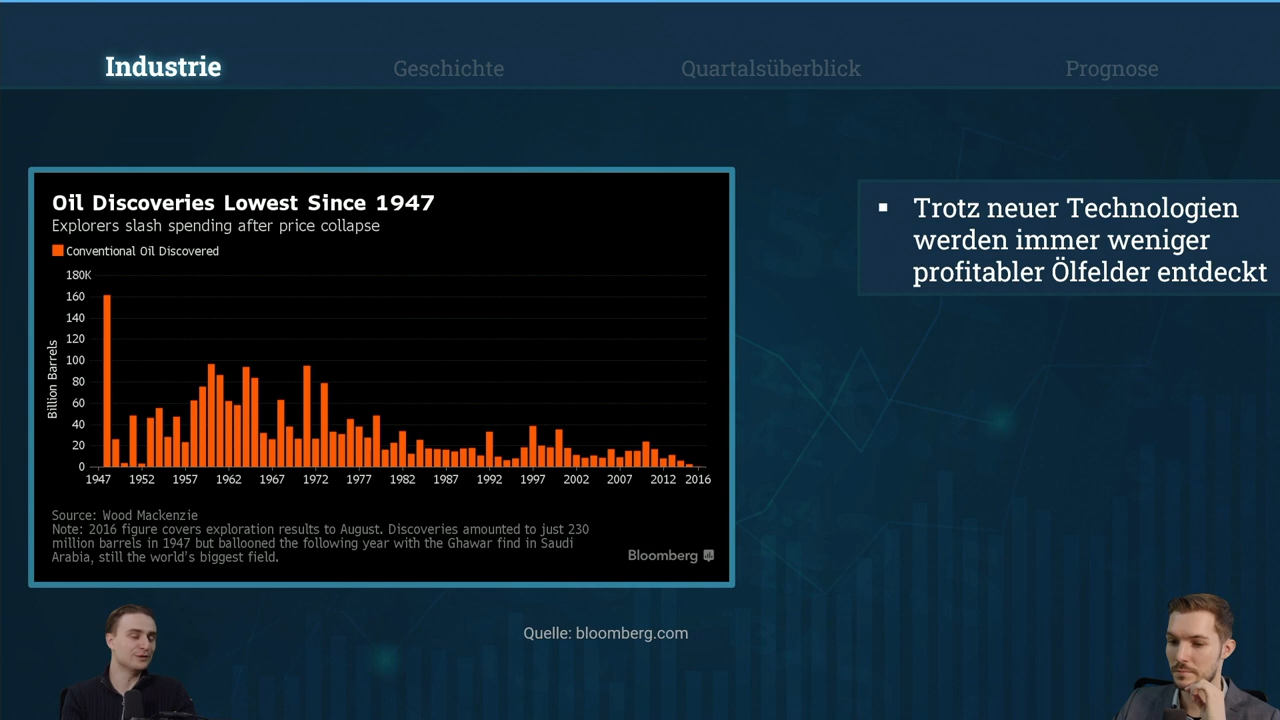 Industrie
Geschichte
Quartalsüberblick
Prognose
Oil Discoveries Lowest Since 1947
Explorers slash spending after price collapse
Conventional Oil Discovered
Billion Barrels
180K
160
140
120
100
80
60
40
20
0
1947 1952 1957 1962 1967 1972 1977 1982 1987 1992 1997 2002 2007 2012 2016
Source: Wood Mackenzie
Note: 2016 figure covers exploration results to August. Discoveries amounted to just 230
million barrels in 1947 but ballooned the following year with the Ghawar find in Saudi
Arabia, still the world's biggest field.
Bloomberg
Quelle: bloomberg.com
▪ Trotz neuer Technologien
werden immer weniger
profitabler Ölfelder entdeckt